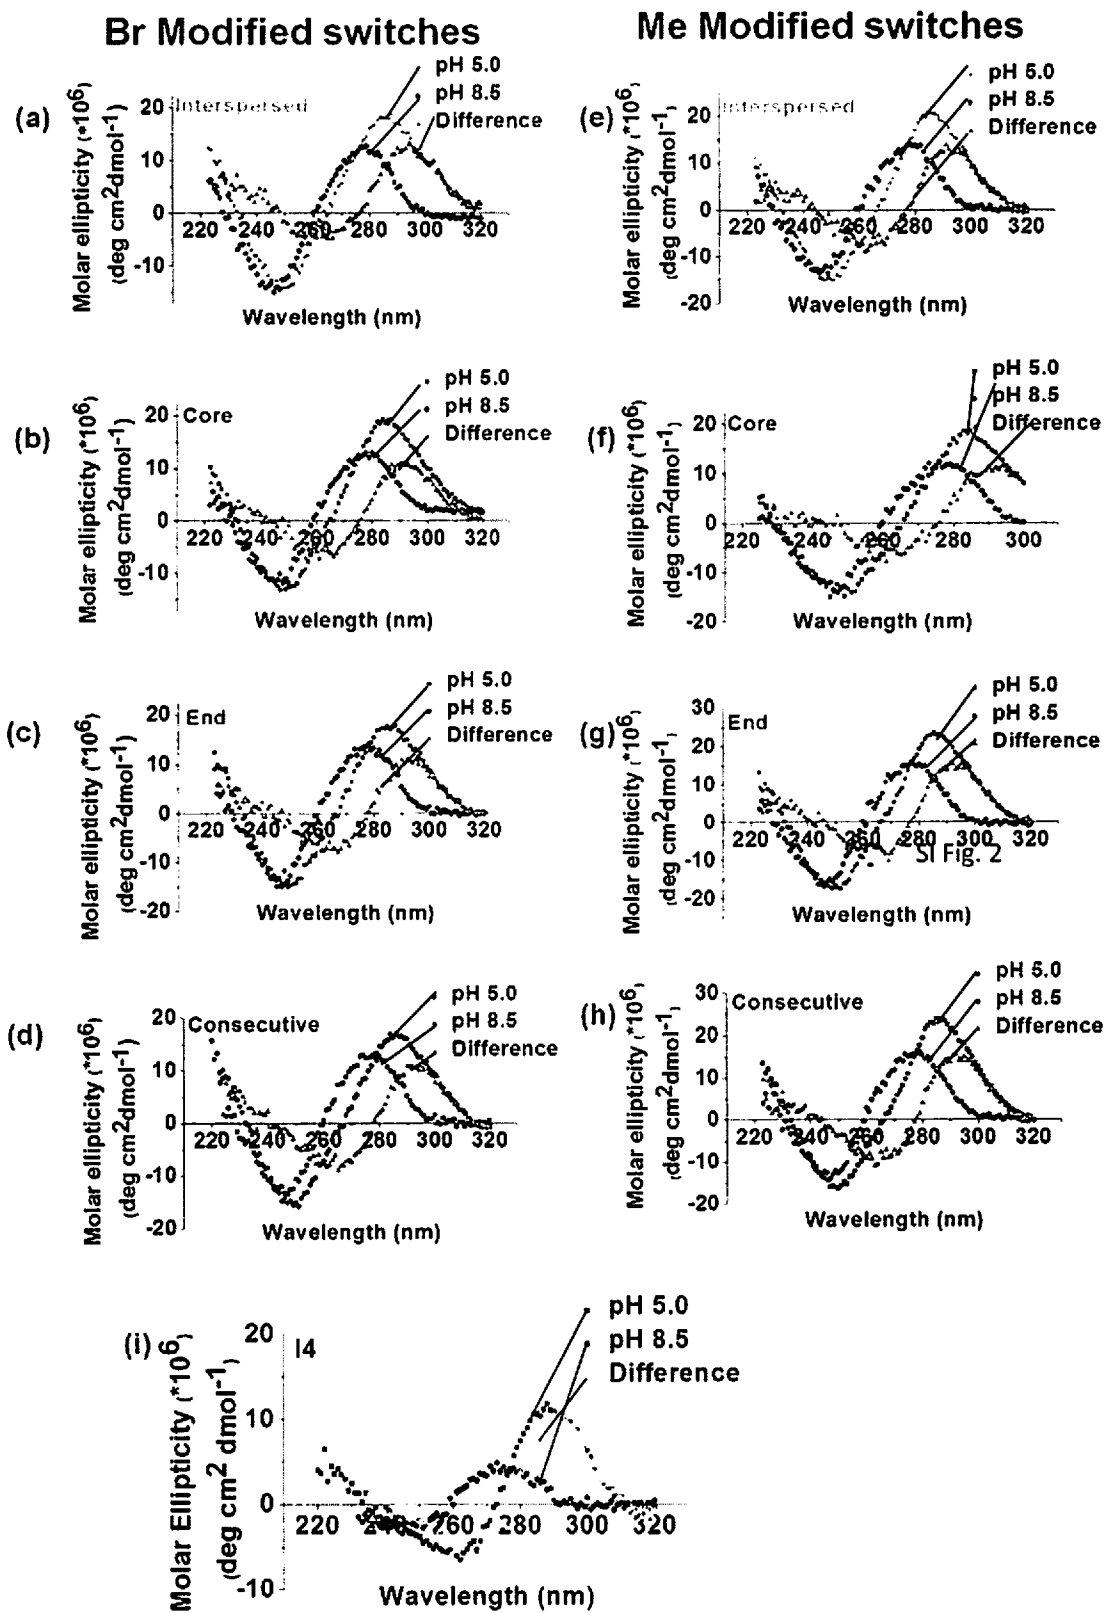 Br Modified switches
Me Modified switches
(a)
Molar ellipticity (*10⁶)
(deg cm²dmol⁻¹)
Interspersed
pH 5.0
pH 8.5
Difference
20
10
0
-10
220 240 260 280 300 320
Wavelength (nm)
(e)
Molar ellipticity (*10⁶)
(deg cm²dmol⁻¹)
Interspersed
pH 5.0
pH 8.5
Difference
20
10
0
-10
-20
220 240 260 280 300 320
Wavelength (nm)
(b)
Molar ellipticity (*10⁶)
(deg cm²dmol⁻¹)
Core
pH 5.0
pH 8.5
Difference
20
10
0
-10
220 240 260 280 300 320
Wavelength (nm)
(f)
Molar ellipticity (*10⁶)
(deg cm²dmol⁻¹)
Core
pH 5.0
pH 8.5
Difference
20
10
0
-10
-20
220 240 260 280 300
Wavelength (nm)
(c)
Molar ellipticity (*10⁶)
(deg cm²dmol⁻¹)
End
pH 5.0
pH 8.5
Difference
20
10
0
-10
-20
220 240 260 280 300 320
Wavelength (nm)
(g)
Molar ellipticity (*10⁶)
(deg cm²dmol⁻¹)
End
pH 5.0
pH 8.5
Difference
30
20
10
0
-10
-20
220 240 260 280 300 320
SI Fig. 2
Wavelength (nm)
(d)
Molar ellipticity (*10⁶)
(deg cm²dmol⁻¹)
Consecutive
pH 5.0
pH 8.5
Difference
20
10
0
-10
-20
220 240 260 280 300 320
Wavelength (nm)
(h)
Molar ellipticity (*10⁶)
(deg cm²dmol⁻¹)
Consecutive
pH 5.0
pH 8.5
Difference
30
20
10
0
-10
-20
220 240 260 280 300 320
Wavelength (nm)
(i)
Molar Ellipticity (*10⁶)
(deg cm² dmol⁻¹)
I4
pH 5.0
pH 8.5
Difference
20
10
0
-10
220 240 260 280 300 320
Wavelength (nm)